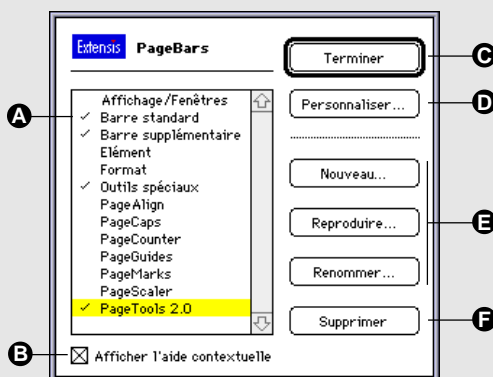 Extensis PageBars
Terminer
C
Personnaliser...
D
A
Affichage/Fenêtres
✓ Barre standard
✓ Barre supplémentaire
Elément
Format
✓ Outils spéciaux
PageAlign
PageCaps
PageCounter
PageGuides
PageMarks
PageScaler
✓ PageTools 2.0
Nouveau...
Reproduire...
E
Renommer...
Supprimer
F
B
Afficher l'aide contextuelle